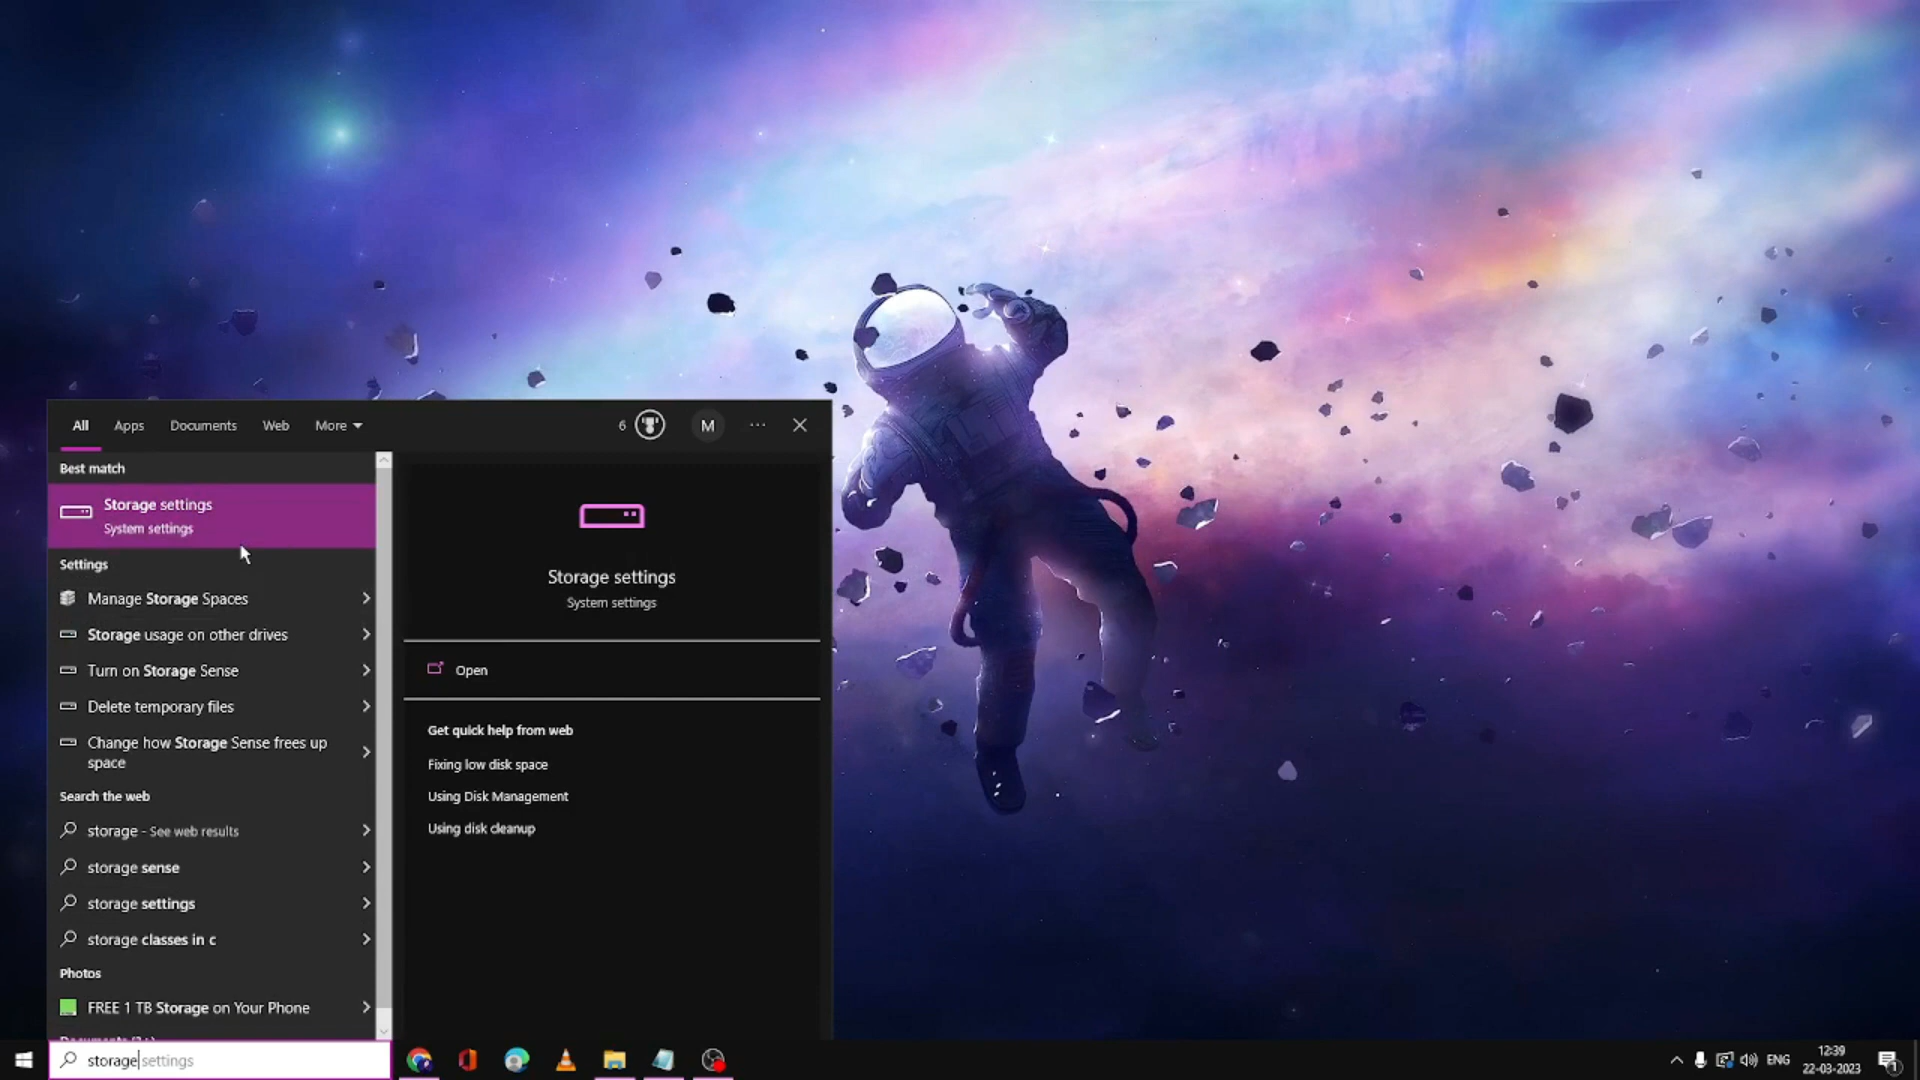 All
Apps
Documents
Web
More
6
M
Best match
Storage settings
System settings
Settings
Manage Storage Spaces
Storage usage on other drives
Turn on Storage Sense
Delete temporary files
Change how Storage Sense frees up
space
Search the web
storage - See web results
storage sense
storage settings
storage classes in c
Photos
FREE 1 TB Storage on Your Phone
Storage settings
System settings
Open
Get quick help from web
Fixing low disk space
Using Disk Management
Using disk cleanup
storage settings
ENG
12:39
22-03-2023
1